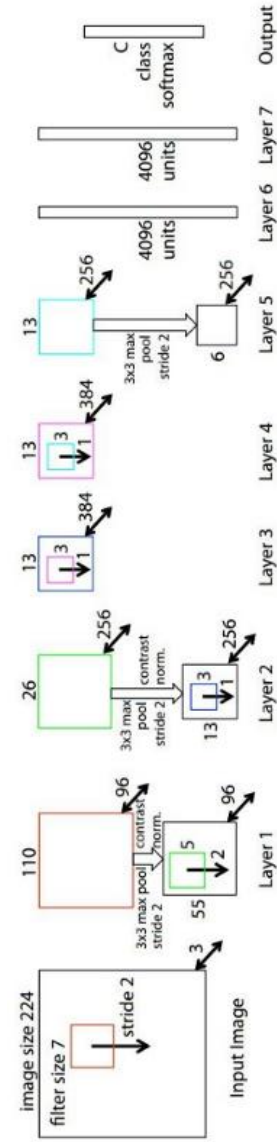 image size 224
filter size 7
stride 2
3
Input Image
110
96
3x3 max pool
stride 2
contrast
norm.
5
2
55
96
Layer 1
26
256
3x3 max
pool
stride 2
contrast
norm.
3
1
13
256
Layer 2
13
3
1
384
Layer 3
13
3
1
384
Layer 4
13
256
3x3 max
pool
stride 2
6
256
Layer 5
4096
units
Layer 6
4096
units
Layer 7
C
class
softmax
Output